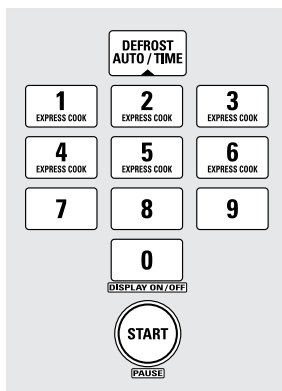 DEFROST
AUTO / TIME
1 2 3
EXPRESS COOK EXPRESS COOK EXPRESS COOK
4 5 6
EXPRESS COOK EXPRESS COOK EXPRESS COOK
7 8 9
0
DISPLAY ON/OFF
START
PAUSE